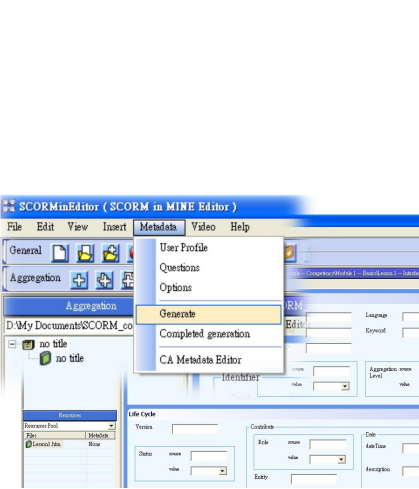 SCORMinEditor ( SCORM in MINE Editor )
File Edit View Insert Metadata Video Help
General
User Profile
Questions
Options
Generate
Completed generation
CA Metadata Editor
Aggregation
Aggregation
D:\My Documents\SCORM_co
no title
no title
Language
Keyword
Identifier
value
Aggregation Level
source
value
Resources
Resources Pool
Files Metadata
Lesson1.htm None
Life Cycle
Version
Status source
value
Contribute
Role source
value
Entity
Date
dateTime
description